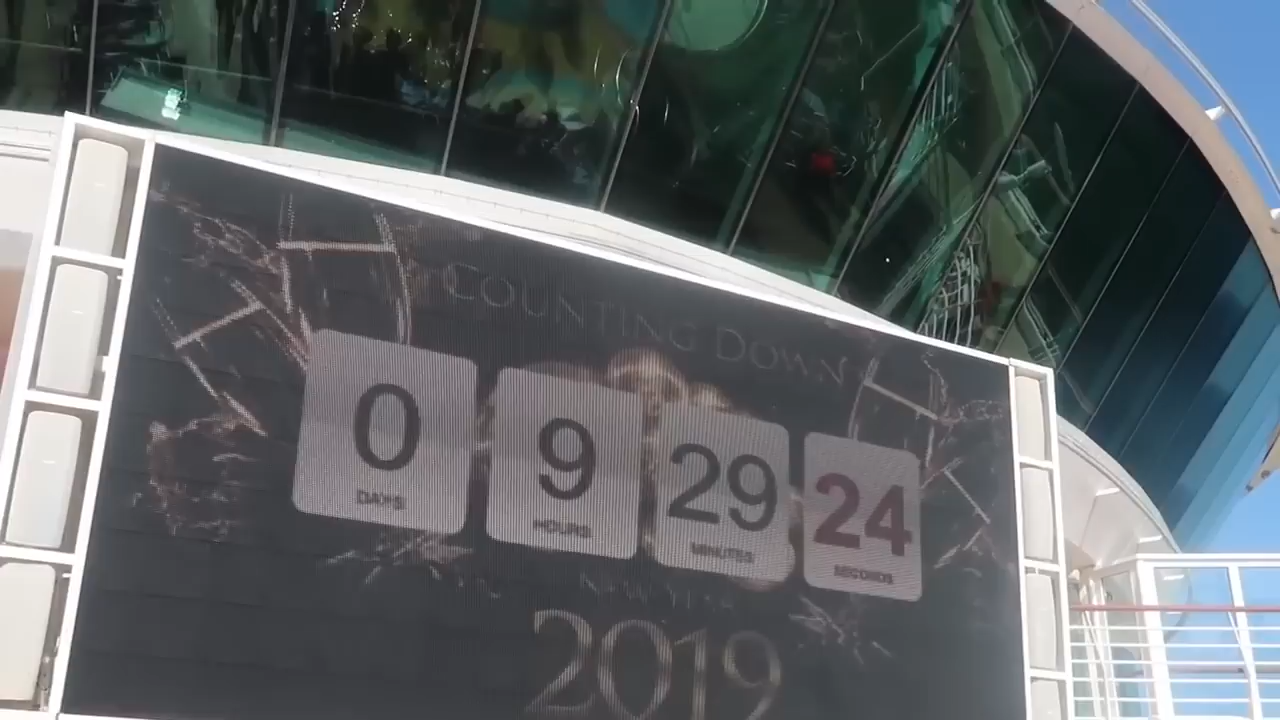 COUNTING DOWN
0 9 29 24
DAYS HOURS MINUTES SECONDS
NEW YEAR
2019